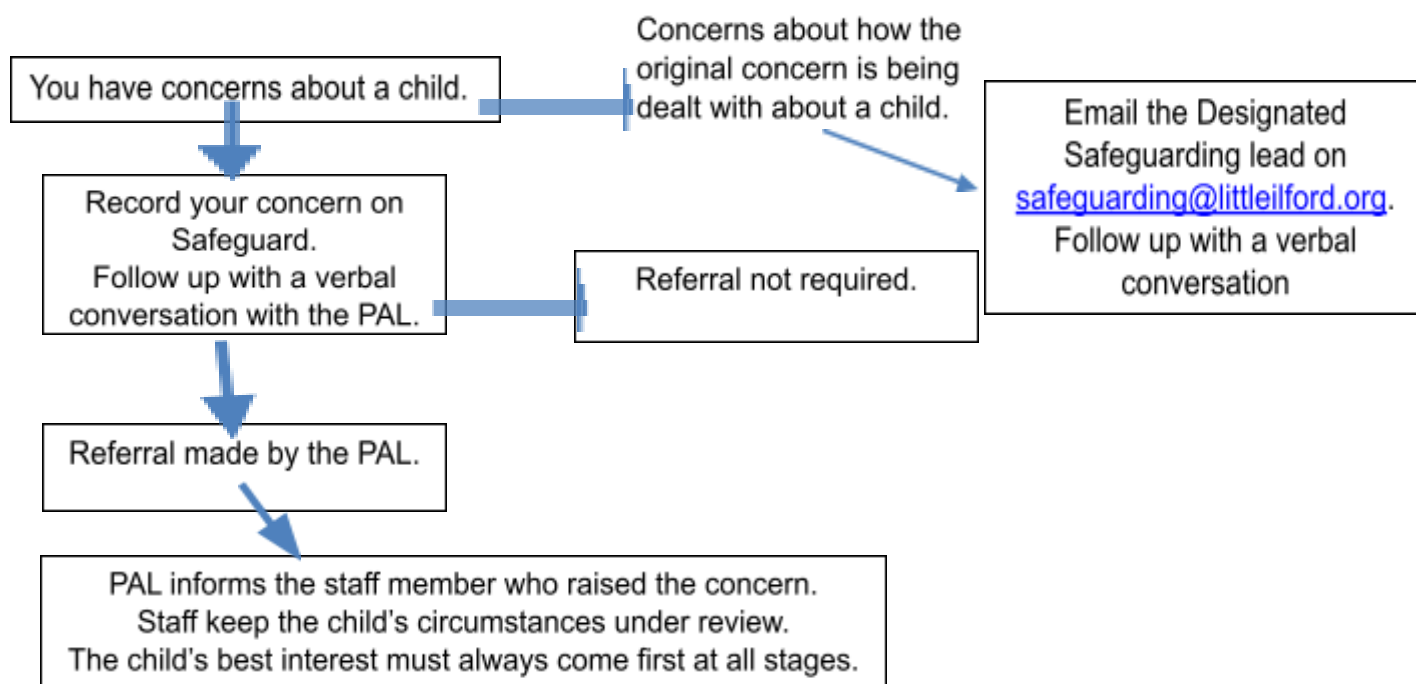 You have concerns about a child.
Concerns about how the
original concern is being
dealt with about a child.
Email the Designated
Safeguarding lead on
safeguarding@littleilford.org.
Follow up with a verbal
conversation
Record your concern on
Safeguard.
Follow up with a verbal
conversation with the PAL.
Referral not required.
Referral made by the PAL.
PAL informs the staff member who raised the concern.
Staff keep the child’s circumstances under review.
The child’s best interest must always come first at all stages.